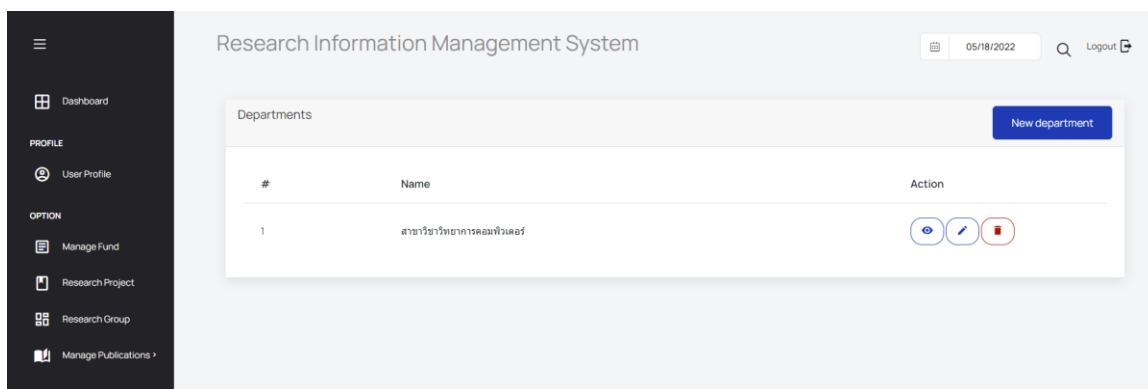 Research Information Management System
05/18/2022
Logout
Dashboard
PROFILE
User Profile
OPTION
Manage Fund
Research Project
Research Group
Manage Publications ›
Departments
New department
# Name Action
1 สาขาวิชาวิทยาการคอมพิวเตอร์